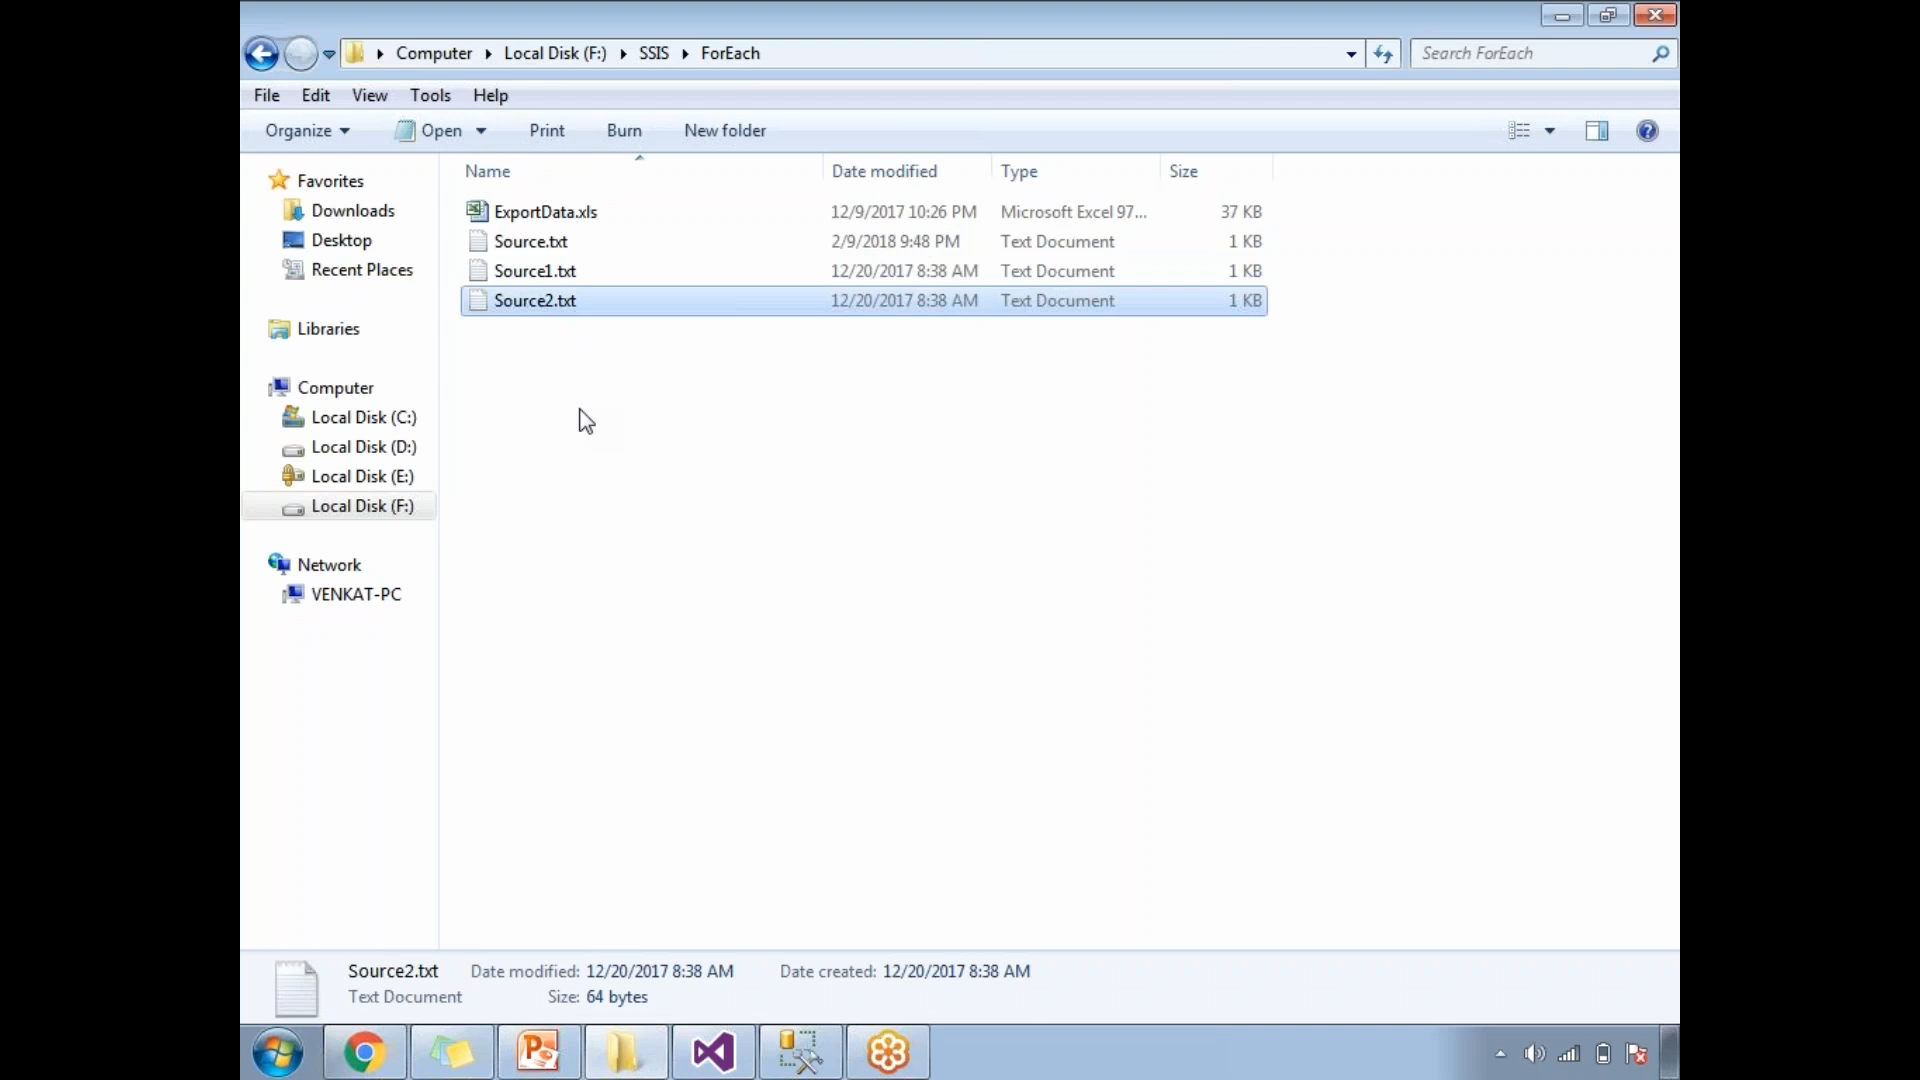 Computer Local Disk (F:) SSIS ForEach Search ForEach
File Edit View Tools Help
Organize Open Print Burn New folder
Name Date modified Type Size
Favorites
Downloads
Desktop
Recent Places
Libraries
Computer
Local Disk (C:)
Local Disk (D:)
Local Disk (E:)
Local Disk (F:)
Network
VENKAT-PC
ExportData.xls 12/9/2017 10:26 PM Microsoft Excel 97... 37 KB
Source.txt 2/9/2018 9:48 PM Text Document 1 KB
Source1.txt 12/20/2017 8:38 AM Text Document 1 KB
Source2.txt 12/20/2017 8:38 AM Text Document 1 KB
Source2.txt Date modified: 12/20/2017 8:38 AM Date created: 12/20/2017 8:38 AM
Text Document Size: 64 bytes